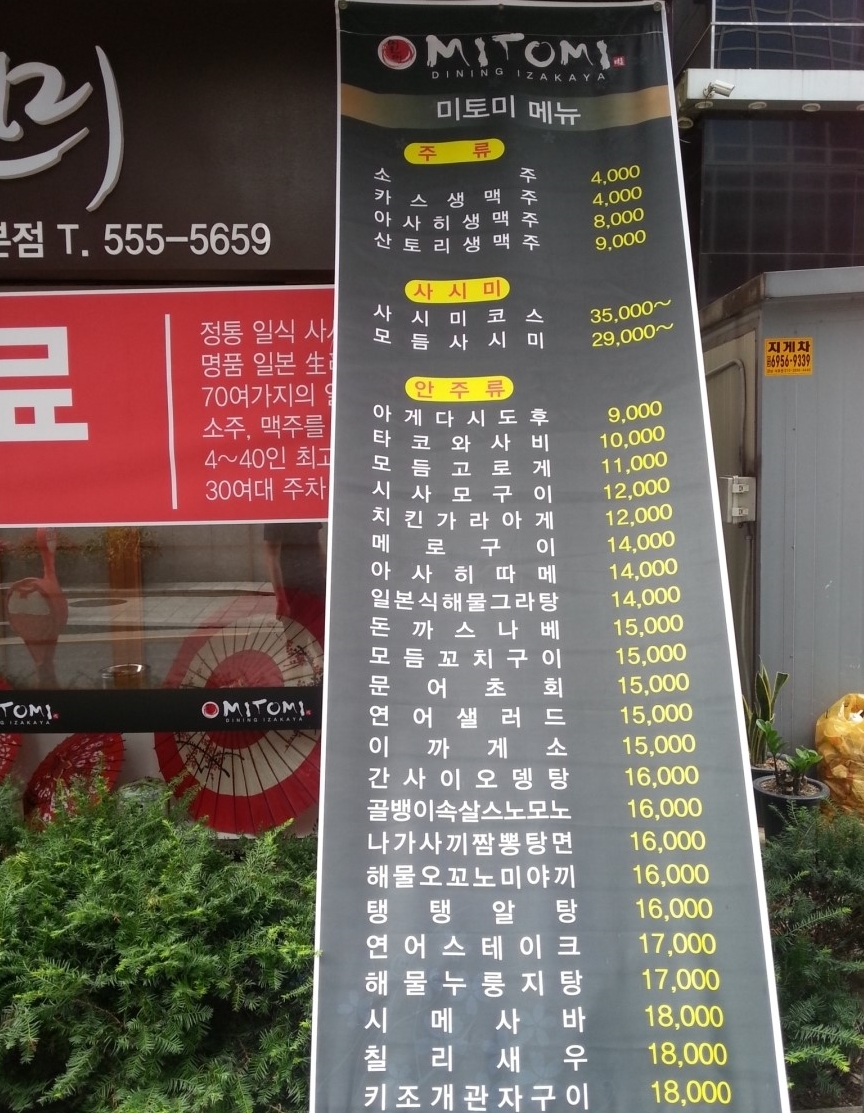 MITOMI
DINING IZAKAYA
미토미 메뉴
주 류
소 주 4,000
카 스 생 맥 주 4,000
아 사 히 생 맥 주 8,000
산 토 리 생 맥 주 9,000
사 시 미
사 시 미 코 스 35,000~
모 듬 사 시 미 29,000~
안 주 류
아 게 다 시 도 후 9,000
타 코 와 사 비 10,000
모 듬 고 로 게 11,000
시 사 모 구 이 12,000
치 킨 가 라 아 게 12,000
메 로 구 이 14,000
아 사 히 따 메 14,000
일본식해물그라탕 14,000
돈 까 스 나 베 15,000
모 듬 꼬 치 구 이 15,000
문 어 초 회 15,000
연 어 샐 러 드 15,000
이 까 게 소 15,000
간 사 이 오 뎅 탕 16,000
골뱅이속살스노모노 16,000
나가사끼짬뽕탕면 16,000
해물오꼬노미야끼 16,000
탱 탱 알 탕 16,000
연 어 스 테 이 크 17,000
해 물 누 룽 지 탕 17,000
시 메 사 바 18,000
칠 리 새 우 18,000
키조개관자구이 18,000
본점 T. 555-5659
료
정통 일식 사시
명품 일본 生
70여가지의
소주, 맥주를
4~40인 최고
30여대 주차
TOMI
IZAKAYA
MITOMI
DINING IZAKAYA
지게차
6956-9339